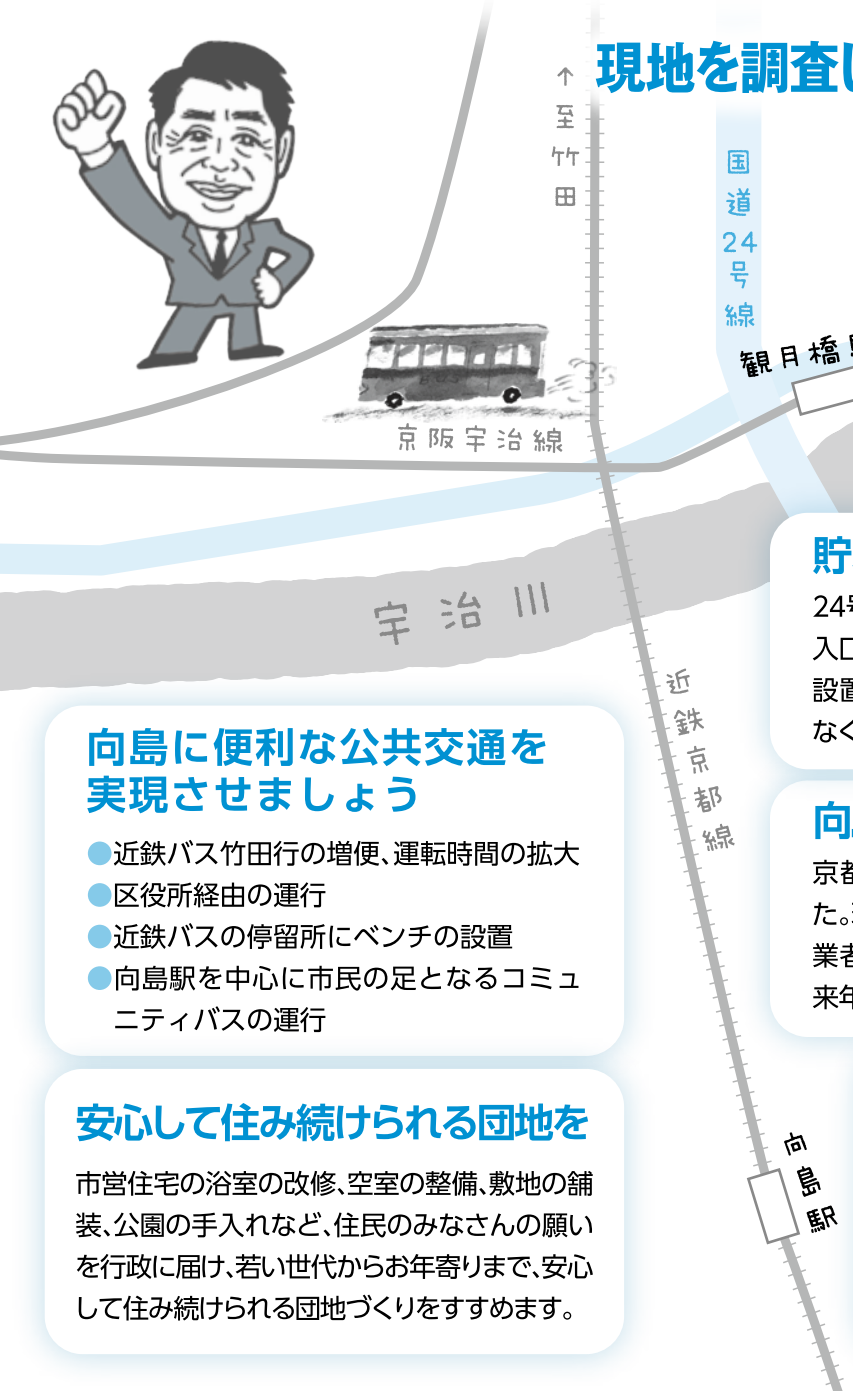 現地を調査し
↑至竹田
国道24号線
観月橋駅
京阪宇治線
宇治川
近鉄京都線
向島に便利な公共交通を
実現させましょう
●近鉄バス竹田行の増便、運転時間の拡大
●区役所経由の運行
●近鉄バスの停留所にベンチの設置
●向島駅を中心に市民の足となるコミュ
ニティバスの運行
安心して住み続けられる団地を
市営住宅の浴室の改修、空室の整備、敷地の舗
装、公園の手入れなど、住民のみなさんの願い
を行政に届け、若い世代からお年寄りまで、安心
して住み続けられる団地づくりをすすめます。
貯
24号
入口
設置
なく
向島
京都
た。
業者
来年
向島駅